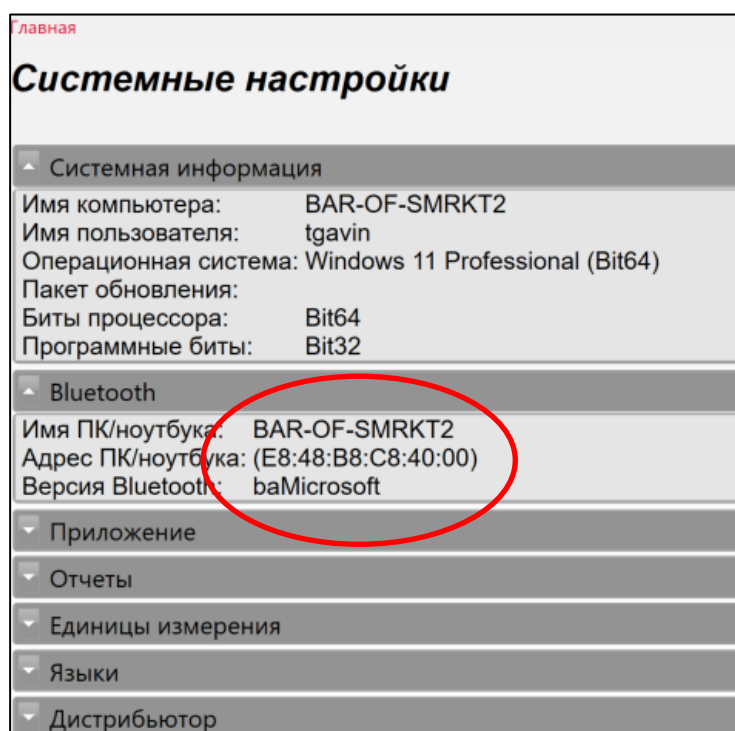 Главная
Системные настройки
Системная информация
Имя компьютера: BAR-OF-SMRKT2
Имя пользователя: tgavin
Операционная система: Windows 11 Professional (Bit64)
Пакет обновления:
Биты процессора: Bit64
Программные биты: Bit32
Bluetooth
Имя ПК/ноутбука: BAR-OF-SMRKT2
Адрес ПК/ноутбука: (E8:48:B8:C8:40:00)
Версия Bluetooth: baMicrosoft
Приложение
Отчеты
Единицы измерения
Языки
Дистрибьютор